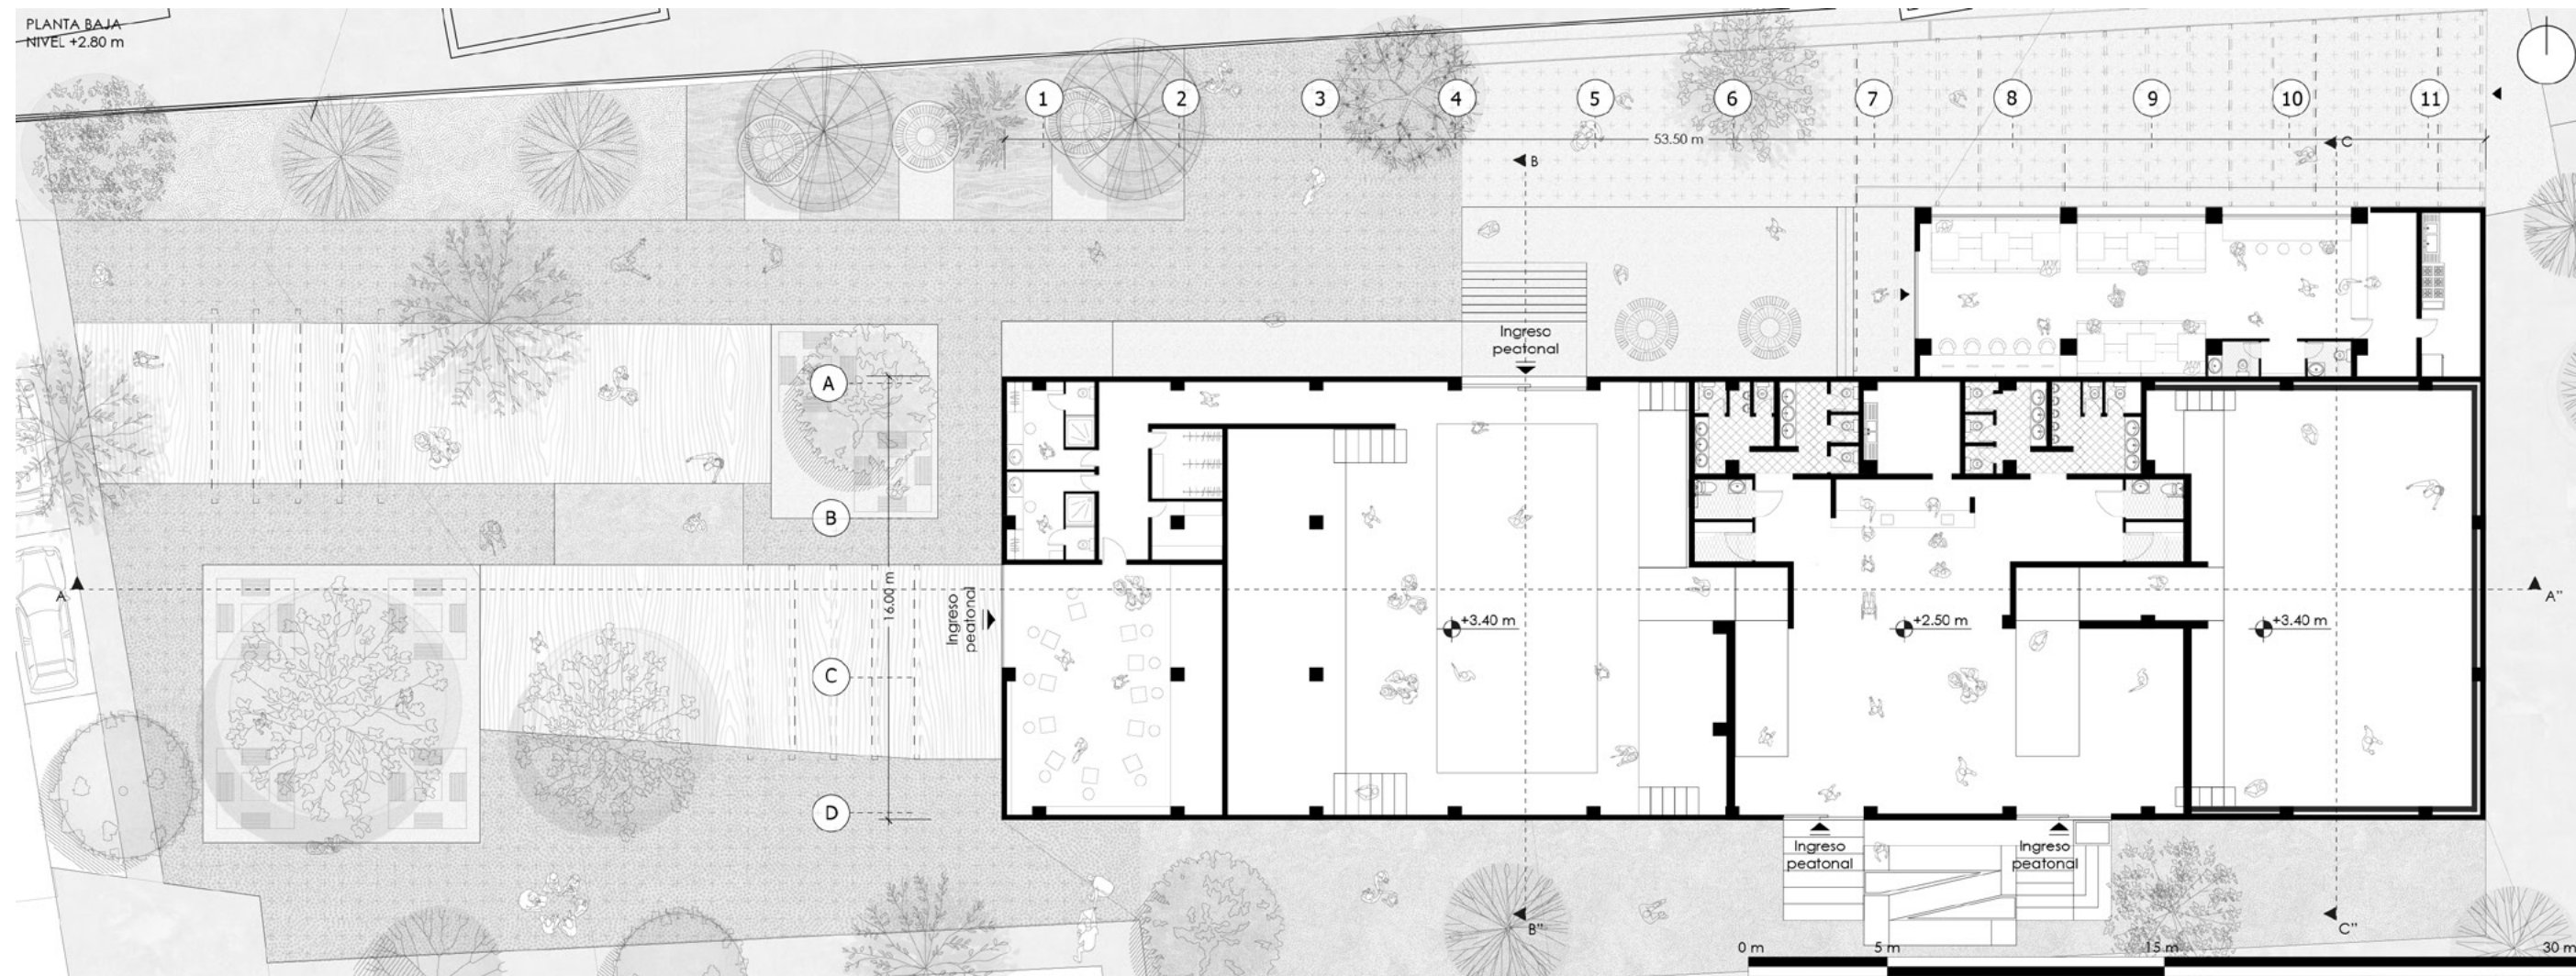 PLANTA BAJA
NIVEL +2.80 m
1
2
3
4
5
6
7
8
9
10
11
53.50 m
B
C
Ingreso
peatonal
A
B
16.00 m
A
A''
Ingreso
peatonal
+3.40 m
+2.50 m
+3.40 m
C
D
Ingreso
peatonal
Ingreso
peatonal
B''
C''
0 m
5 m
15 m
30 m